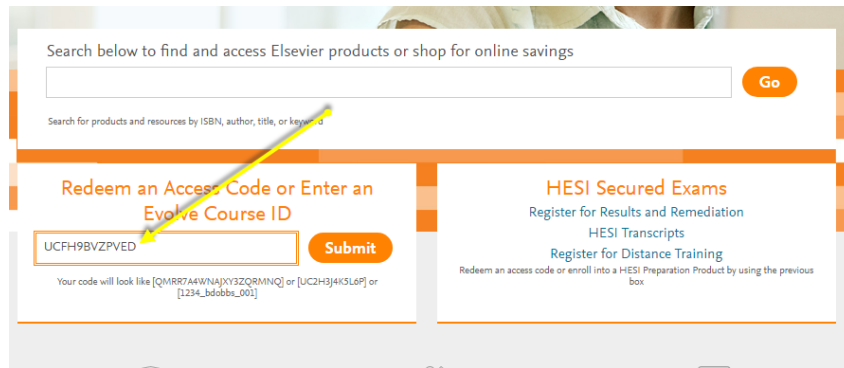 Search below to find and access Elsevier products or shop for online savings
Go
Search for products and resources by ISBN, author, title, or keyword
Redeem an Access Code or Enter an
Evolve Course ID
UCFH9BVZPVED
Submit
Your code will look like [QMRR7A4WNAJXY3ZQRMNQ] or [UC2H3J4K5L6P] or
[1234_bdobbs_001]
HESI Secured Exams
Register for Results and Remediation
HESI Transcripts
Register for Distance Training
Redeem an access code or enroll into a HESI Preparation Product by using the previous
box